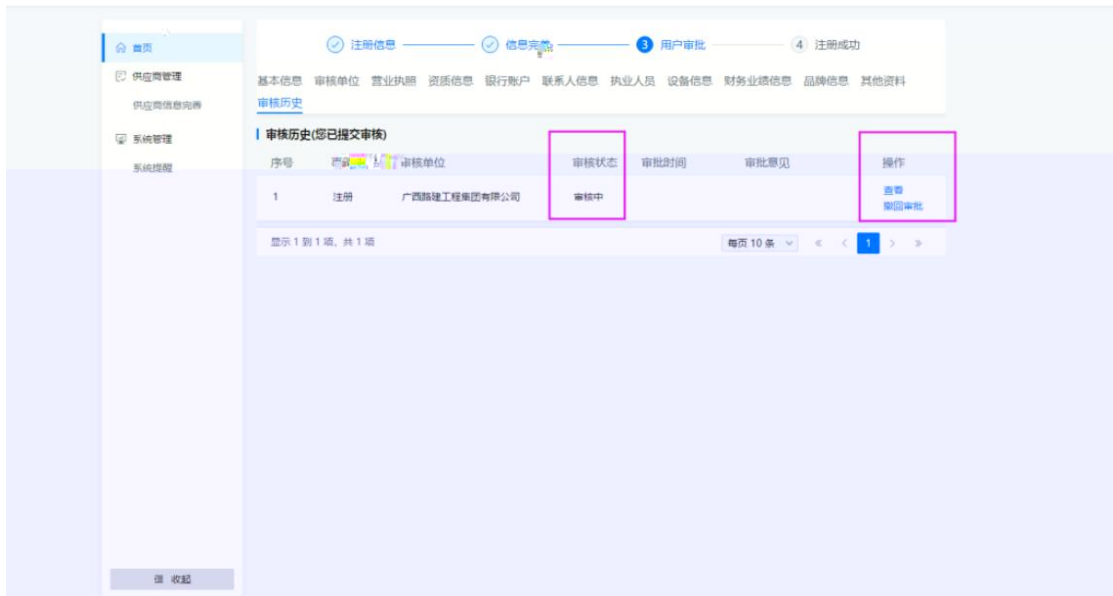 首页
供应商管理
供应商信息完善
系统管理
系统提醒
收起
注册信息 信息完善 3 用户审批 4 注册成功
基本信息 审核单位 营业执照 资质信息 银行账户 联系人信息 执业人员 设备信息 财务业绩信息 品牌信息 其他资料
审核历史
审核历史(您已提交审核)
序号 审核单位 审核状态 审批时间 审批意见 操作
1 注册 广西路建工程集团有限公司 审核中 查看
撤回审批
显示 1 到 1 项, 共 1 项 每页 10 条 « < 1 > »